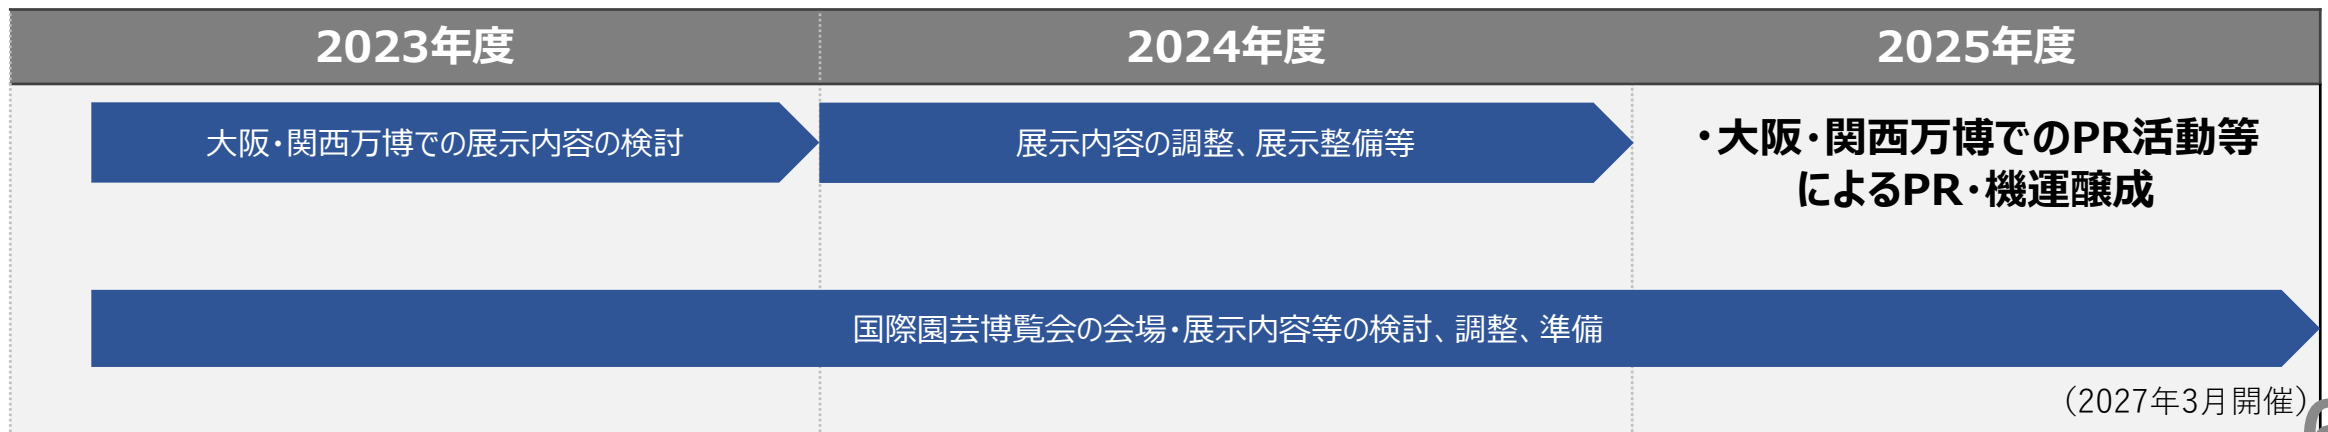 2023年度
2024年度
2025年度
大阪・関西万博での展示内容の検討
展示内容の調整、展示整備等
・大阪・関西万博でのPR活動等
によるPR・機運醸成
国際園芸博覧会の会場・展示内容等の検討、調整、準備
（2027年3月開催）